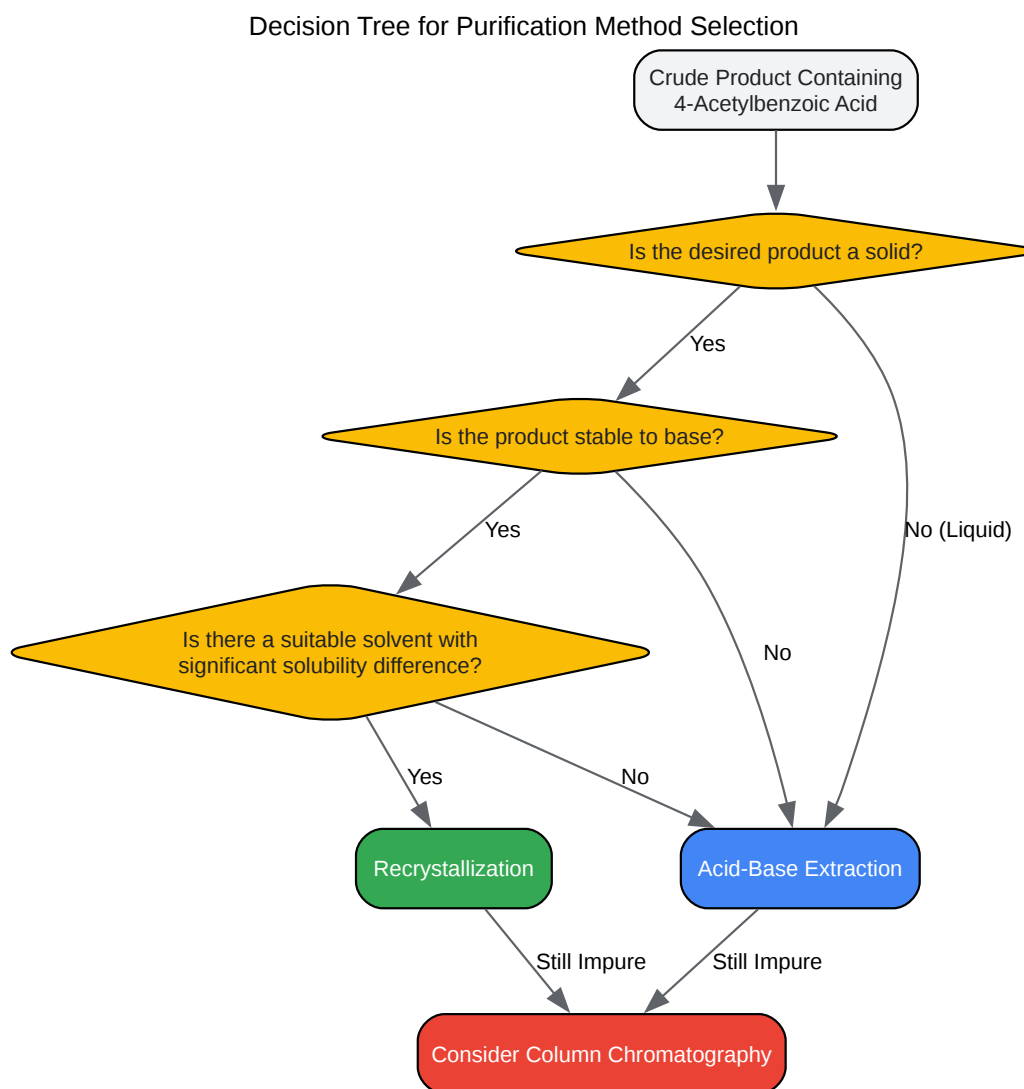 Decision Tree for Purification Method Selection
Crude Product Containing
4-Acetylbenzoic Acid
Is the desired product a solid?
Yes
Is the product stable to base?
Yes
No (Liquid)
Is there a suitable solvent with
significant solubility difference?
No
Yes
No
Recrystallization
Acid-Base Extraction
Still Impure
Still Impure
Consider Column Chromatography